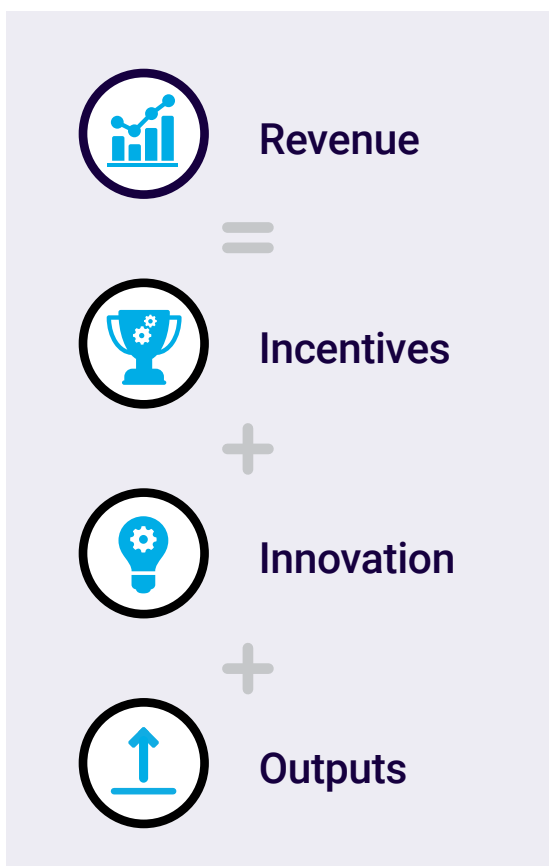 Revenue
=
Incentives
+
Innovation
+
Outputs